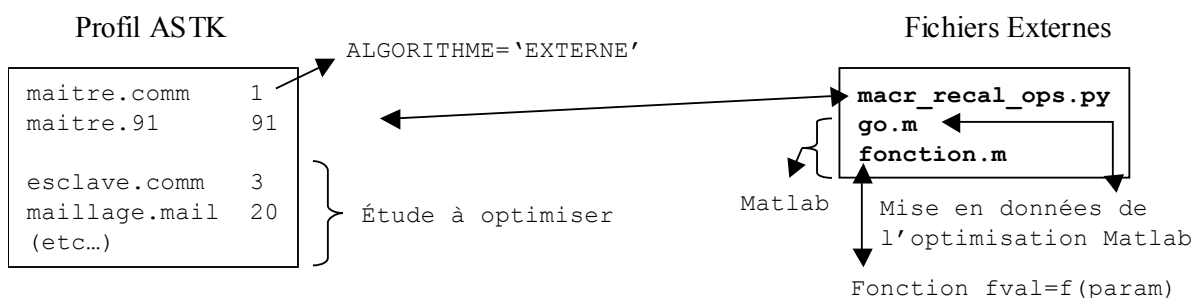 Profil ASTK
Fichiers Externes
ALGORITHME=‘EXTERNE’
maitre.comm 1
maitre.91 91
esclave.comm 3
maillage.mail 20
(etc…)
Étude à optimiser
macr_recal_ops.py
go.m
fonction.m
Matlab
Mise en données de
l’optimisation Matlab
Fonction fval=f(param)